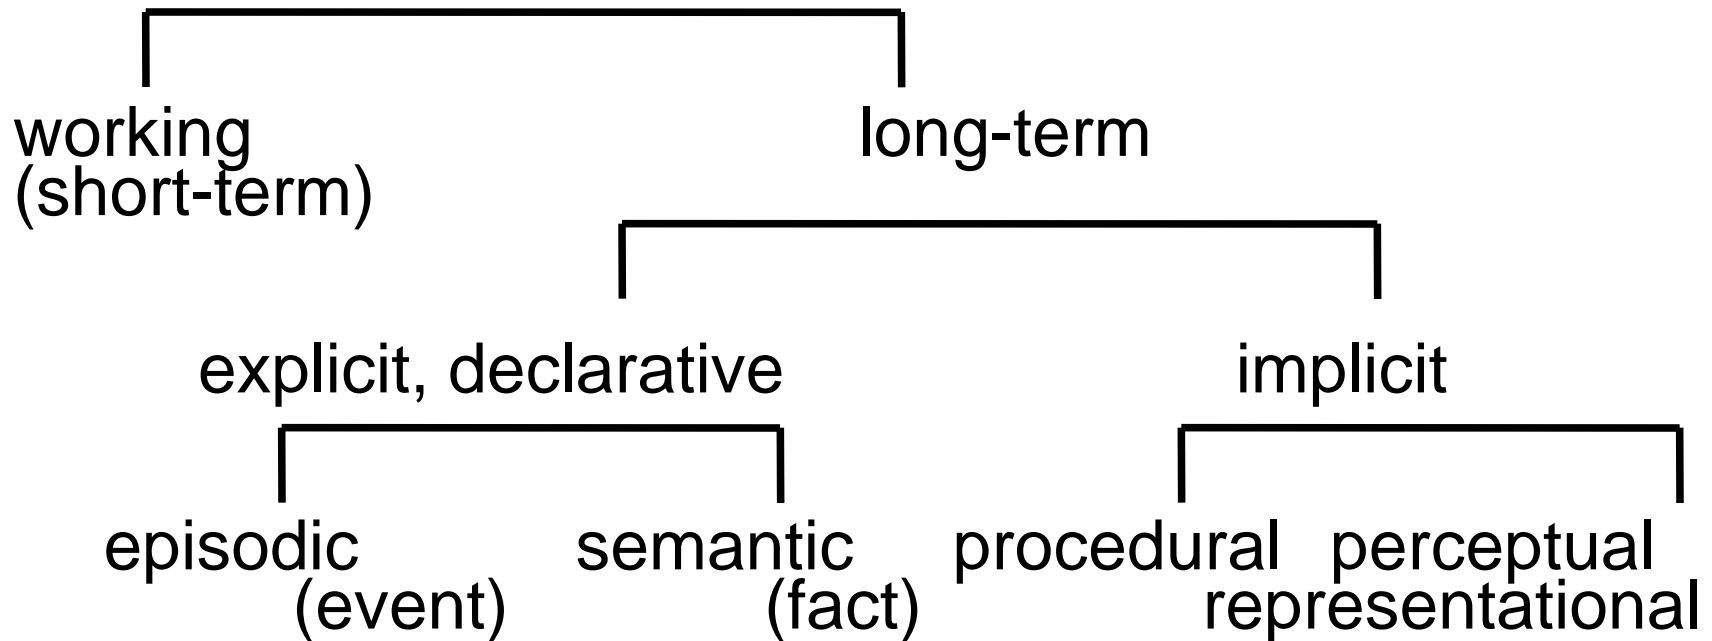 working long-term
(short-term)
explicit, declarative implicit
episodic semantic procedural perceptual
(event) (fact) representational